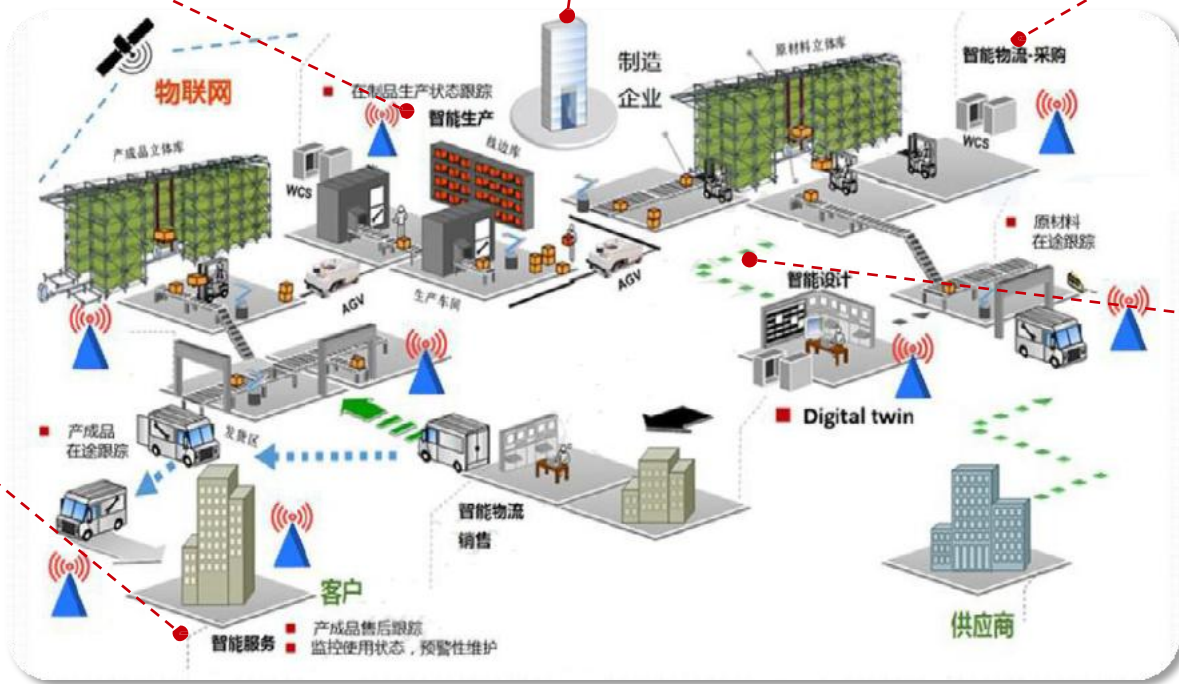 物联网
在制品生产状态跟踪
智能生产
制造
企业
原材料立体库
智能物流-采购
WCS
产成品立体库
WCS
线边库
AGV
生产车间
AGV
原材料
在途跟踪
智能设计
Digital twin
产成品
在途跟踪
发货区
智能物流
销售
客户
供应商
智能服务
产成品售后跟踪
监控使用状态，预警性维护